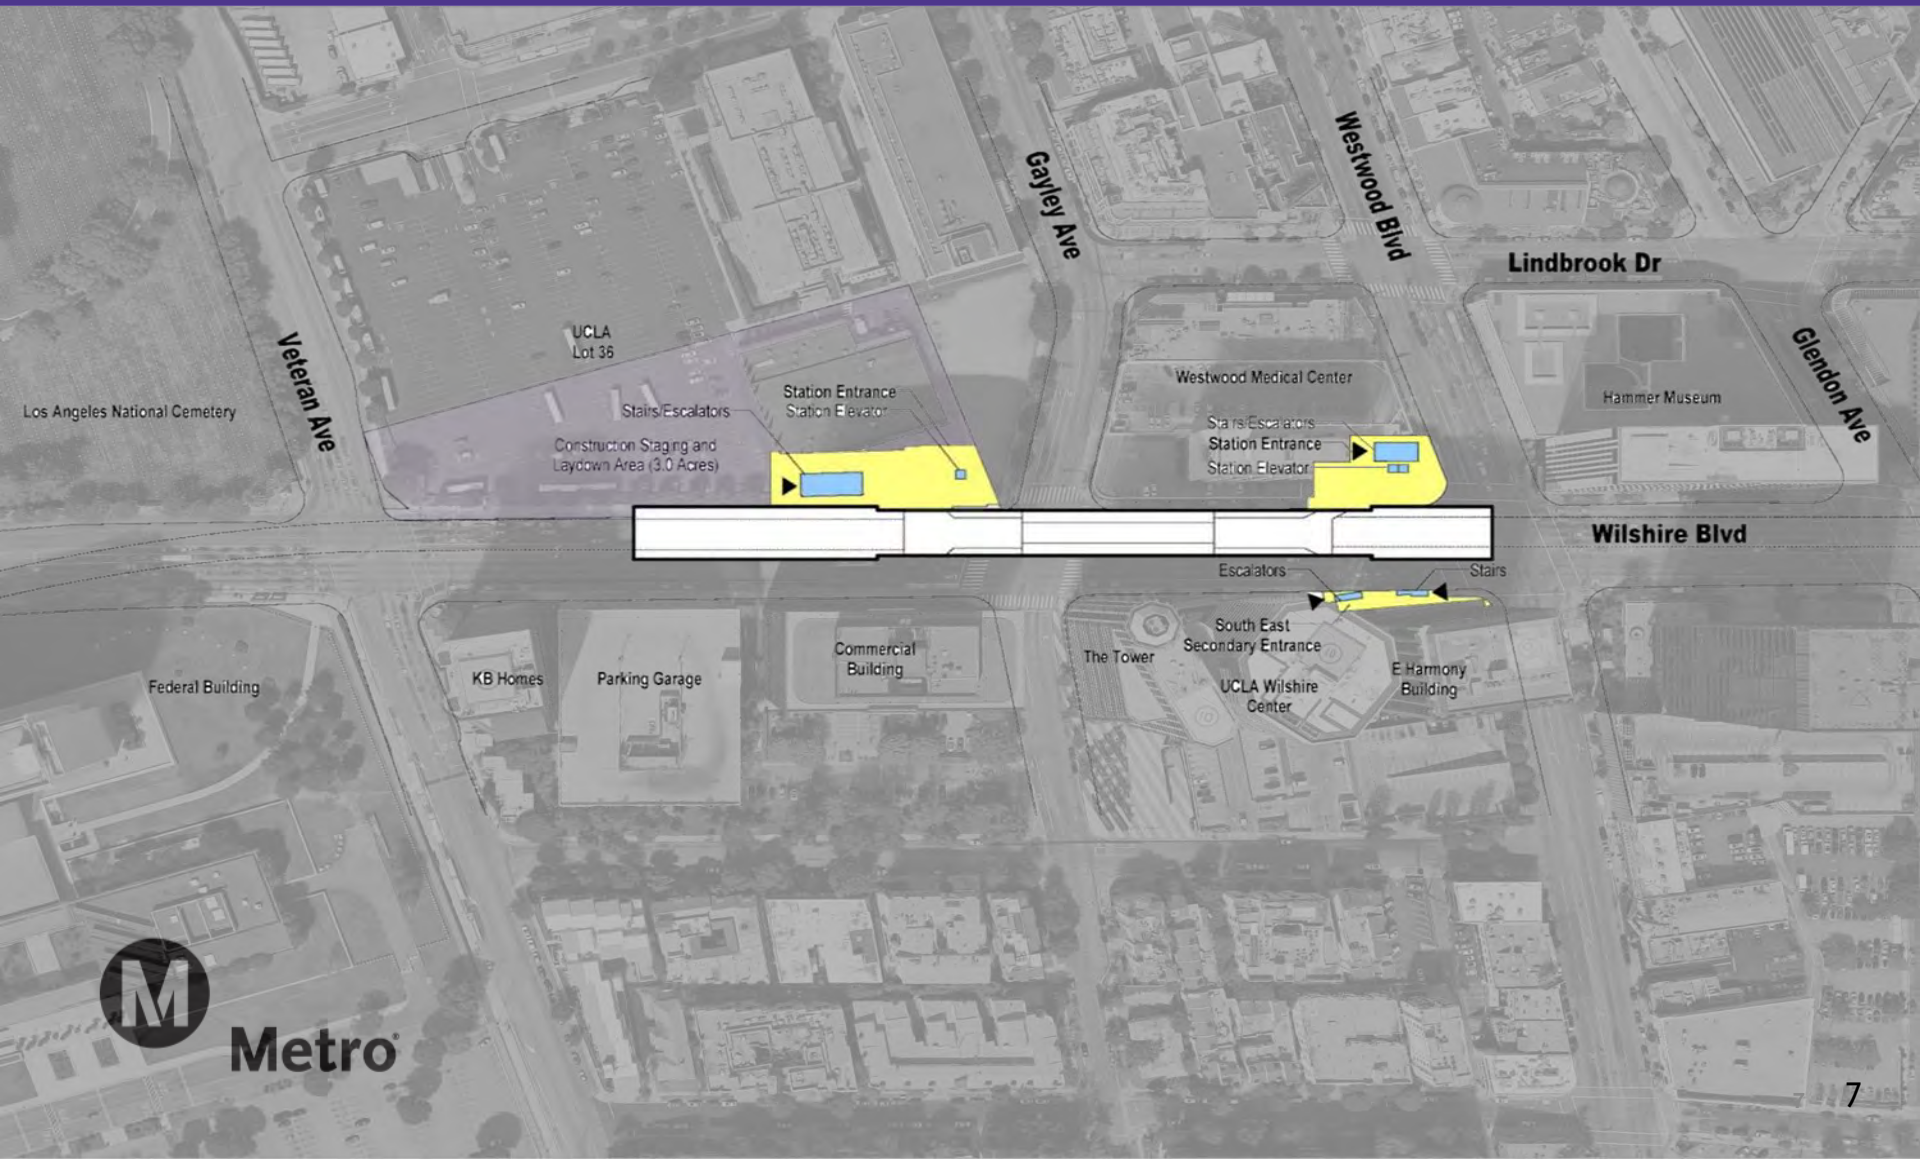 Gayley Ave
Westwood Blvd
Lindbrook Dr
UCLA
Lot 36
Veteran Ave
Glendon Ave
Los Angeles National Cemetery
Stairs/Escalators
Station Entrance
Station Elevator
Construction Staging and
Laydown Area (3.0 Acres)
Westwood Medical Center
Stairs/Escalators
Station Entrance
Station Elevator
Hammer Museum
Wilshire Blvd
Escalators
Stairs
South East
Secondary Entrance
The Tower
UCLA Wilshire
Center
E Harmony
Building
Commercial
Building
KB Homes
Parking Garage
Federal Building
M
Metro
7
7